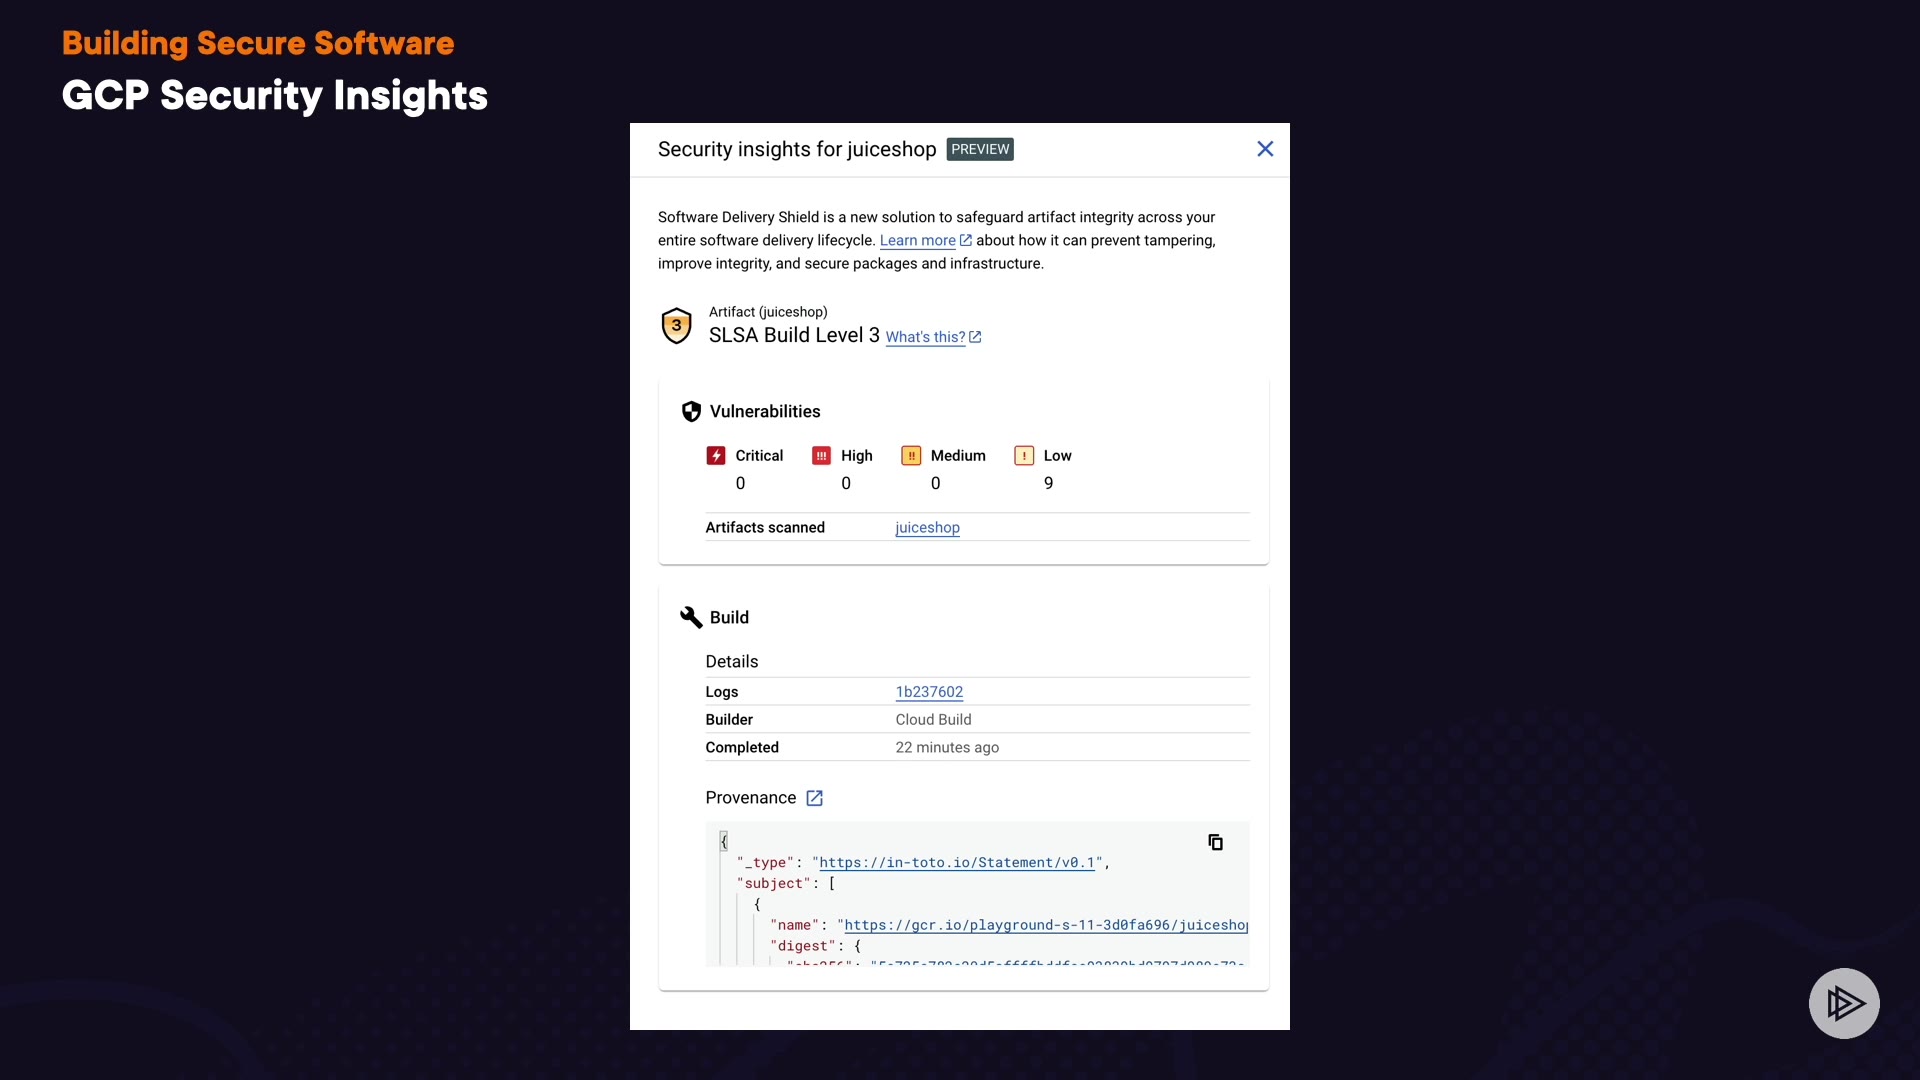 Building Secure Software
GCP Security Insights
Security insights for juiceshop PREVIEW
Software Delivery Shield is a new solution to safeguard artifact integrity across your
entire software delivery lifecycle. Learn more about how it can prevent tampering,
improve integrity, and secure packages and infrastructure.
3
Artifact (juiceshop)
SLSA Build Level 3 What's this?
Vulnerabilities
Critical High Medium Low
0 0 0 9
Artifacts scanned juiceshop
Build
Details
Logs 1b237602
Builder Cloud Build
Completed 22 minutes ago
Provenance
{
"_type": "https://in-toto.io/Statement/v0.1",
"subject": [
{
"name": "https://gcr.io/playground-s-11-3d0fa696/juiceshop
"digest": {